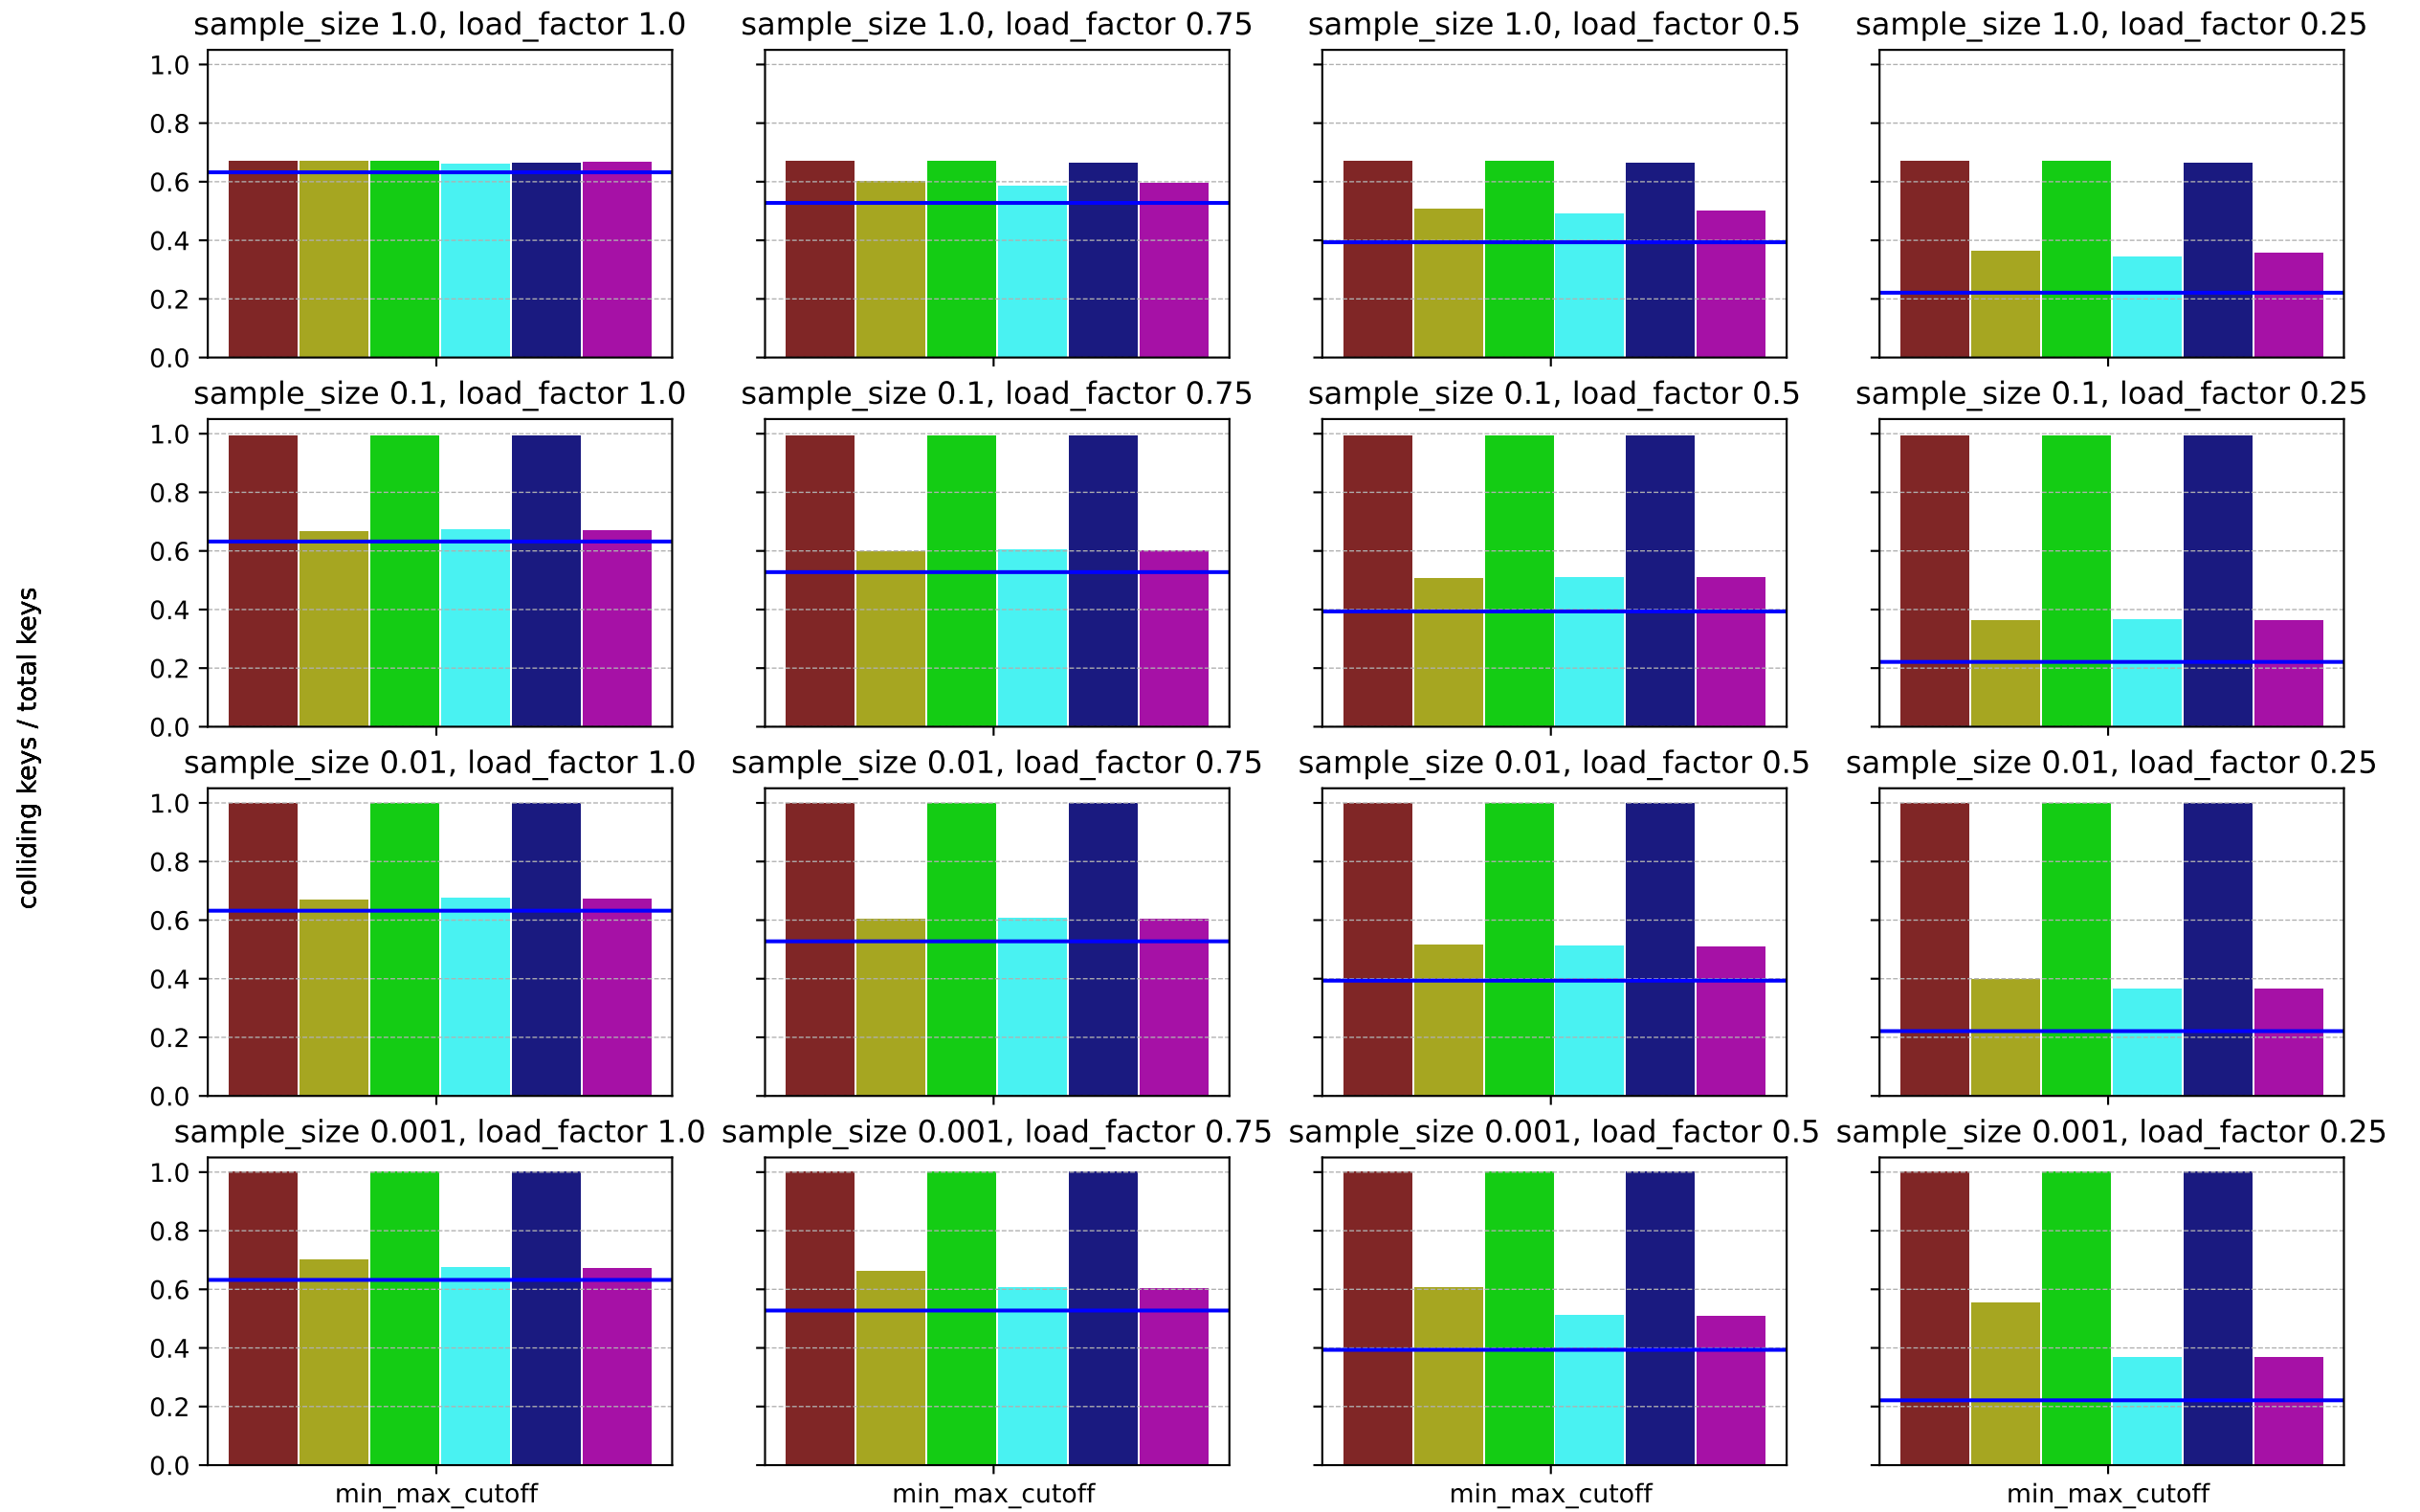 sample_size 1.0, load_factor 1.0
sample_size 1.0, load_factor 0.75
sample_size 1.0, load_factor 0.5
sample_size 1.0, load_factor 0.25
1.0
0.8
0.6
0.4
0.2
0.0
sample_size 0.1, load_factor 1.0
sample_size 0.1, load_factor 0.75
sample_size 0.1, load_factor 0.5
sample_size 0.1, load_factor 0.25
1.0
0.8
0.6
0.4
0.2
0.0
colliding keys / total keys
sample_size 0.01, load_factor 1.0
sample_size 0.01, load_factor 0.75
sample_size 0.01, load_factor 0.5
sample_size 0.01, load_factor 0.25
1.0
0.8
0.6
0.4
0.2
0.0
sample_size 0.001, load_factor 1.0
sample_size 0.001, load_factor 0.75
sample_size 0.001, load_factor 0.5
sample_size 0.001, load_factor 0.25
1.0
0.8
0.6
0.4
0.2
0.0
min_max_cutoff
min_max_cutoff
min_max_cutoff
min_max_cutoff